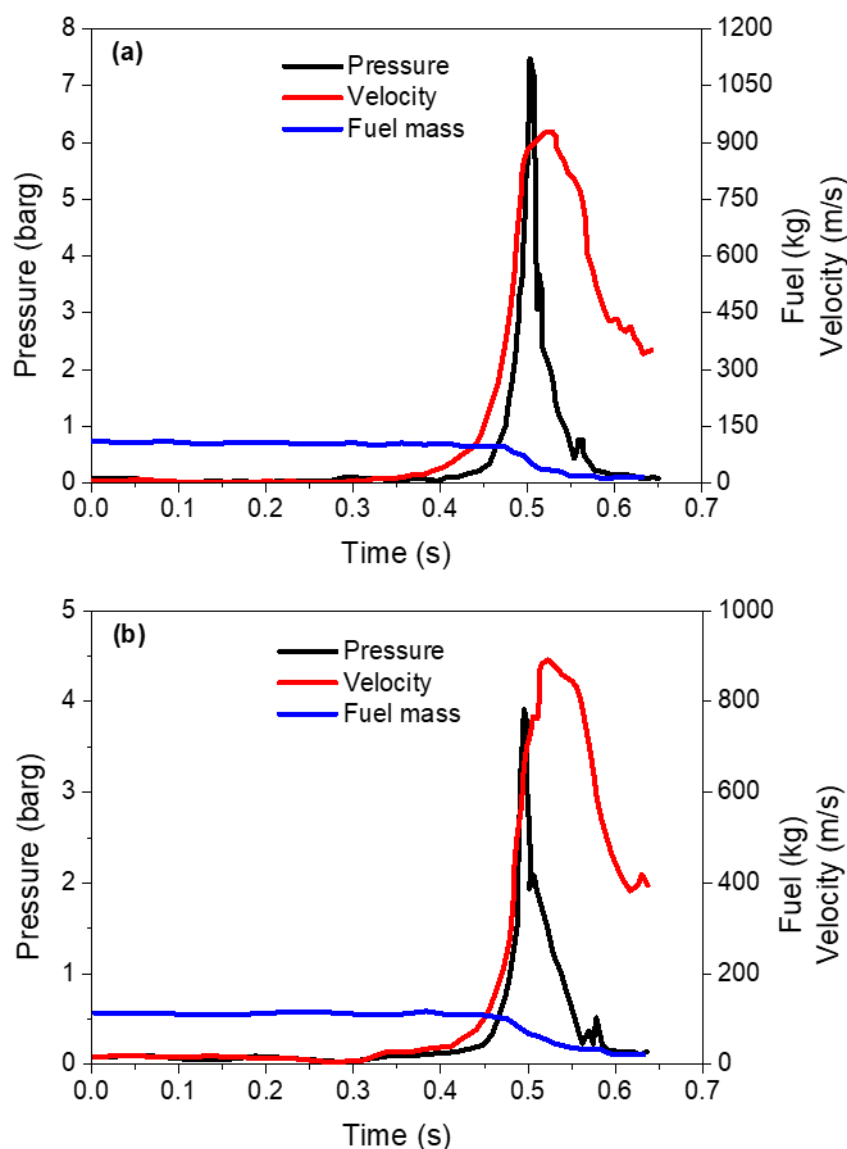 (a)
Pressure
Velocity
Fuel mass
8
7
6
5
4
3
2
1
0
Pressure (barg)
1200
1050
900
750
600
450
300
150
0
Fuel (kg)
Velocity (m/s)
0.0 0.1 0.2 0.3 0.4 0.5 0.6 0.7
Time (s)
(b)
Pressure
Velocity
Fuel mass
5
4
3
2
1
0
Pressure (barg)
1000
800
600
400
200
0
Fuel (kg)
Velocity (m/s)
0.0 0.1 0.2 0.3 0.4 0.5 0.6 0.7
Time (s)